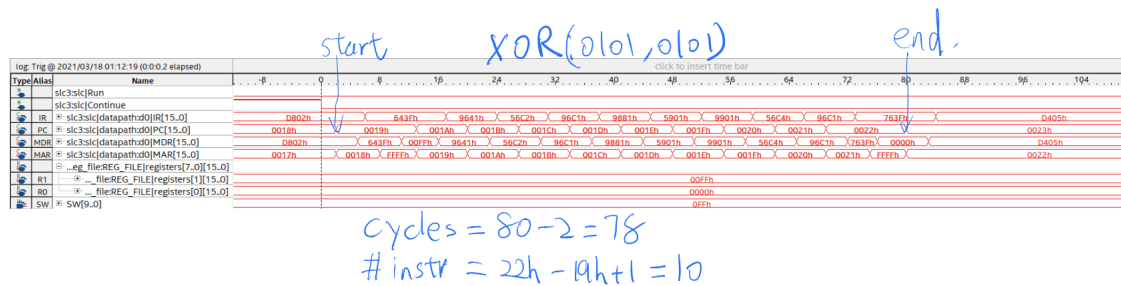 start XOR(0101,0101) end.
log: Trig @ 2021/03/18 01:12:19 (0:0:0.2 elapsed) click to insert time bar
Type Alias Name -8 0 8 16 24 32 40 48 56 64 72 80 88 96 104
slc3:slc|Run
slc3:slc|Continue
IR slc3:slc|datapath:d0|IR[15..0] D802h 643Fh 9641h 56C2h 96C1h 9881h 5901h 9901h 56C4h 96C1h 763Fh D405h
PC slc3:slc|datapath:d0|PC[15..0] 0018h 0019h 001Ah 001Bh 001Ch 001Dh 001Eh 001Fh 0020h 0021h 0022h 0023h
MDR slc3:slc|datapath:d0|MDR[15..0] D802h 643Fh 00FFh 9641h 56C2h 96C1h 9881h 5901h 9901h 56C4h 96C1h 763Fh 0000h D405h
MAR slc3:slc|datapath:d0|MAR[15..0] 0017h 0018h FFFFh 0019h 001Ah 001Bh 001Ch 001Dh 001Eh 001Fh 0020h 0021h FFFFh 0022h
...eg_file:REG_FILE|registers[7..0][15..0]
R1 ..._file:REG_FILE|registers[1][15..0] 00FFh
R0 ..._file:REG_FILE|registers[0][15..0] 0000h
SW SW[9..0] 0FFh
cycles = 80-2=78
# instr = 22h-19h+1=10